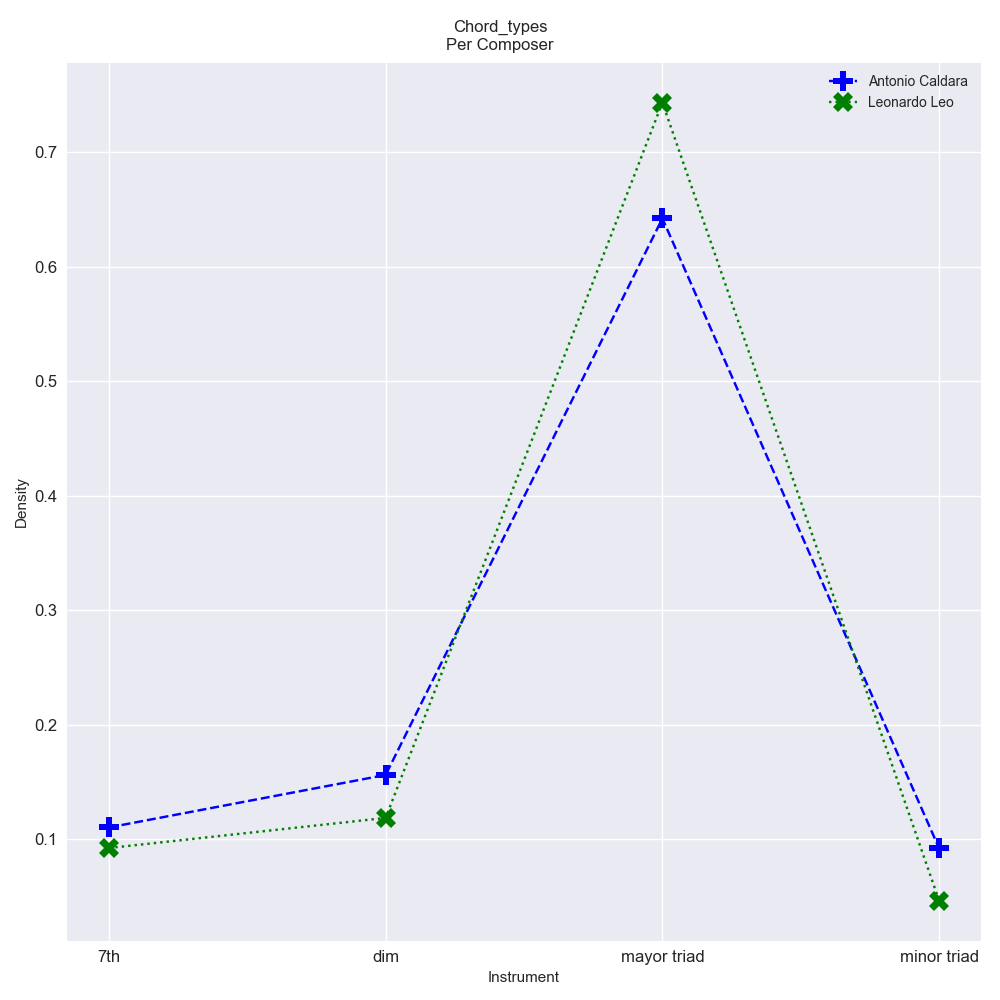 Chord_types
Per Composer
Antonio Caldara
Leonardo Leo
0.7
0.6
0.5
0.4
0.3
0.2
0.1
Density
7th dim mayor triad minor triad
Instrument